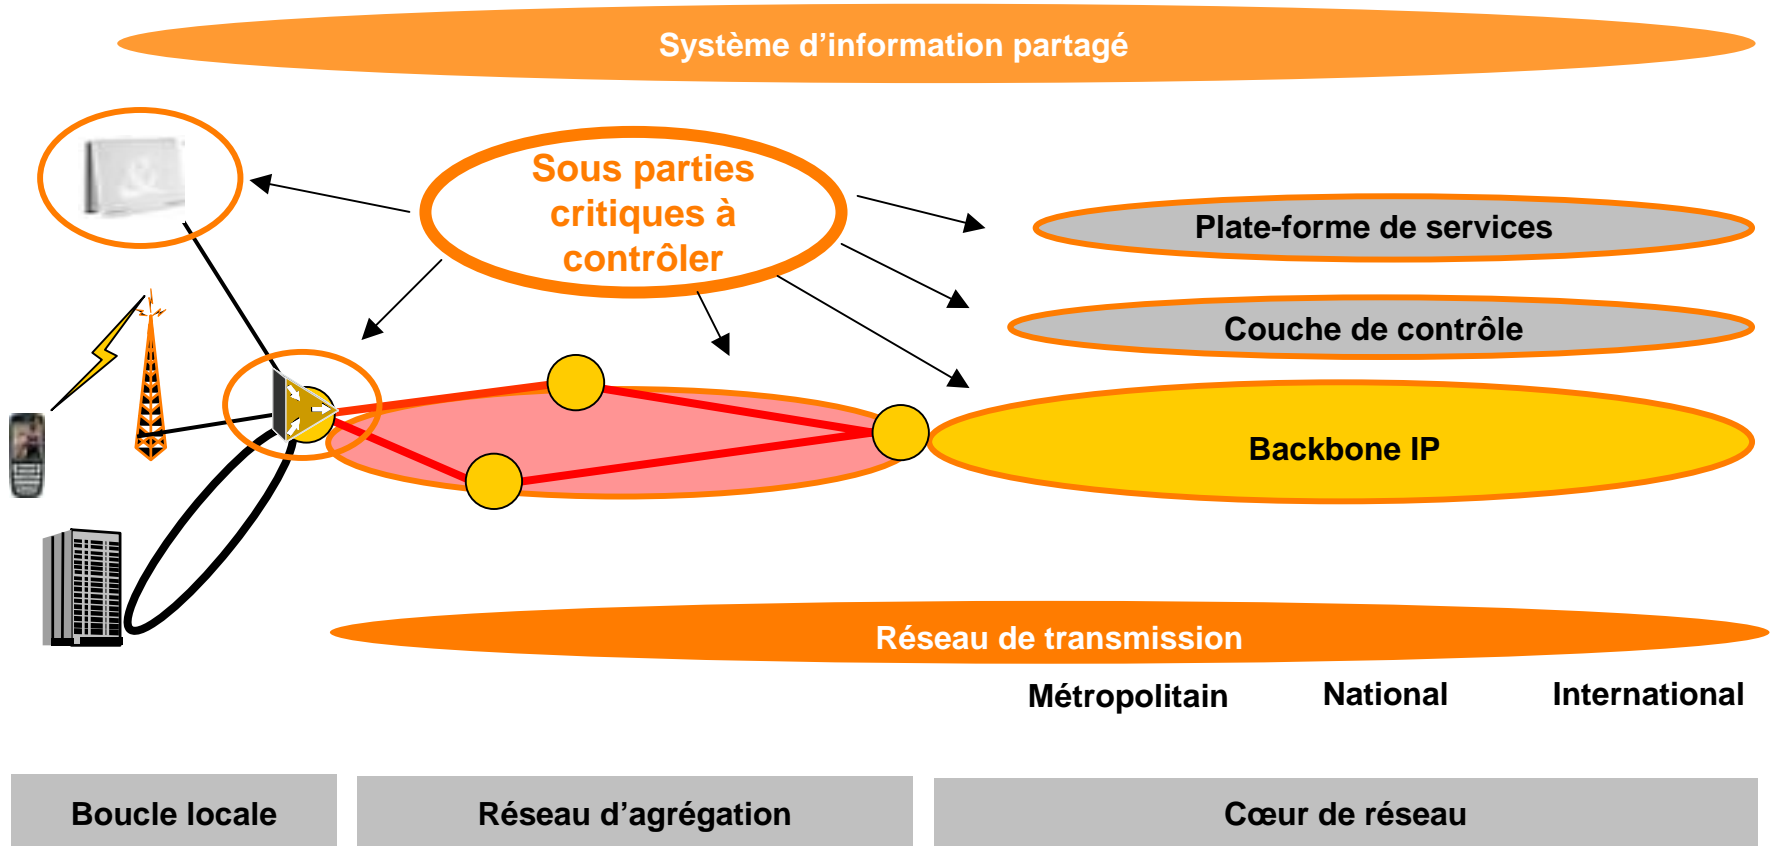 Système d’information partagé
Sous parties
critiques à
contrôler
Plate-forme de services
Couche de contrôle
Backbone IP
Réseau de transmission
Métropolitain
National
International
Boucle locale
Réseau d’agrégation
Cœur de réseau